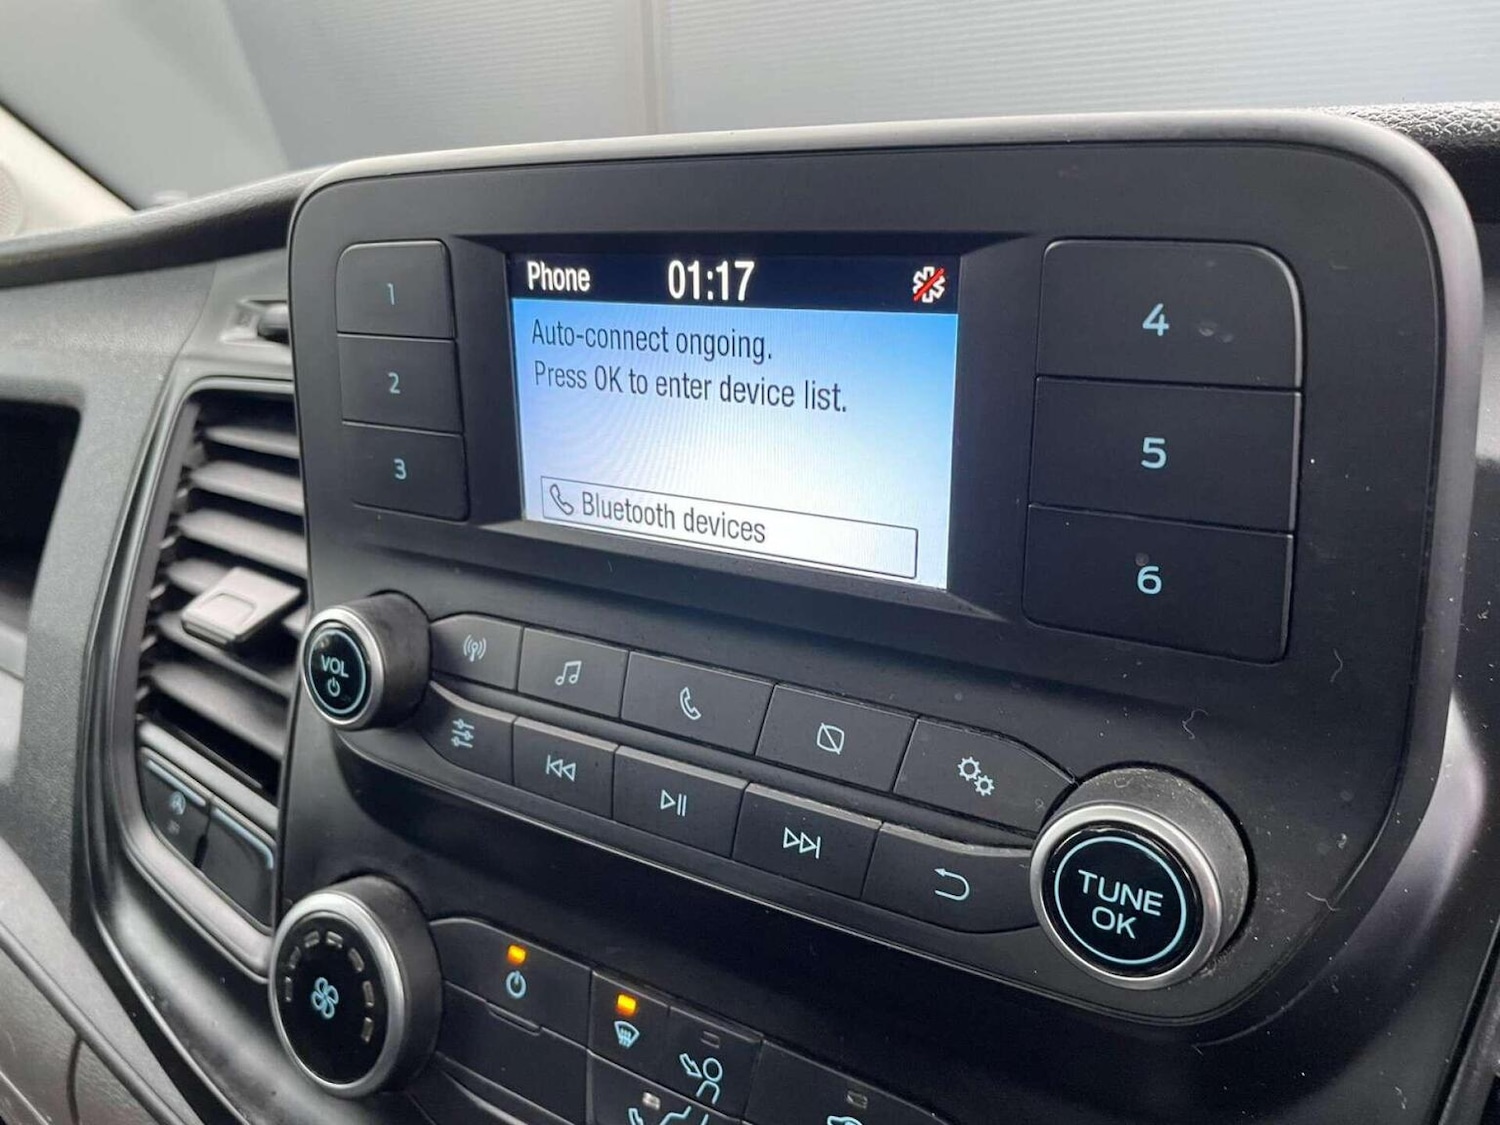 Phone 01:17
Auto-connect ongoing.
Press OK to enter device list.
Bluetooth devices
1
2
3
4
5
6
VOL
TUNE
OK